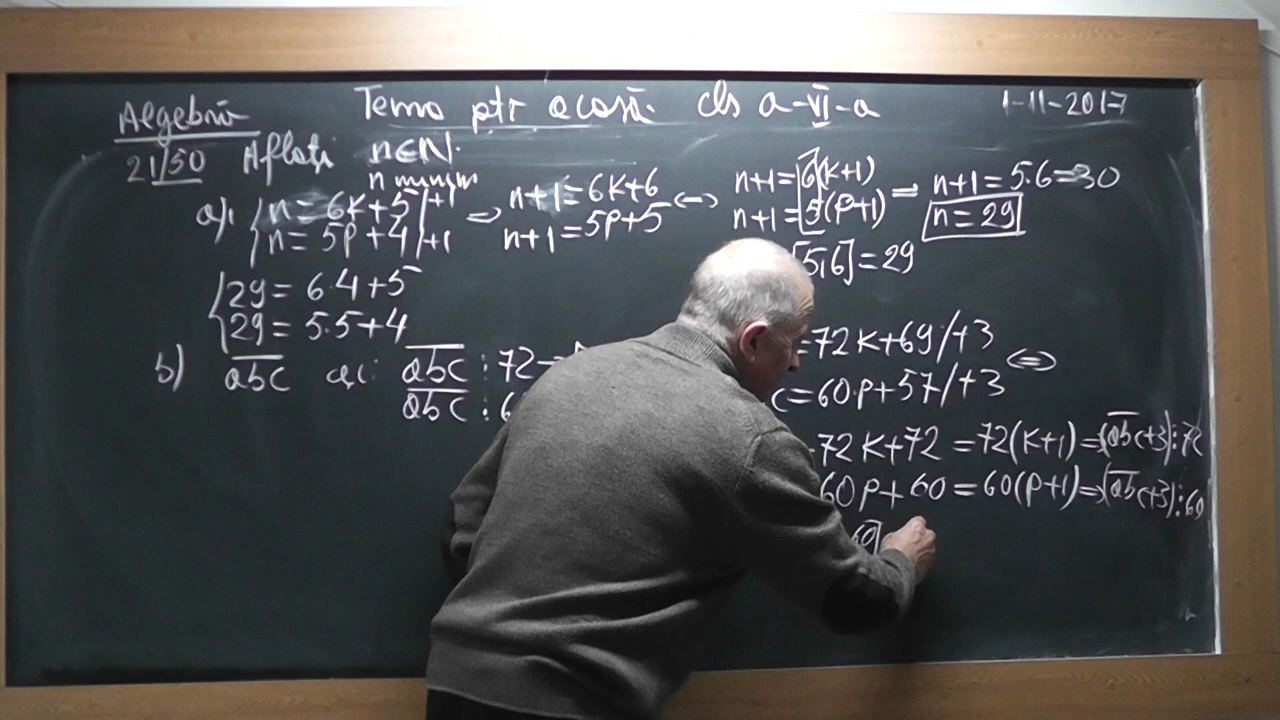 Algebră Temă ptr acasă cls a-VI-a 1-11-2017
21/50 Aflați n∈N.
n minim
a). n = 6K+5 /+1 => n+1 = 6K+6 <-> n+1 = 6(K+1) => n+1 = 5.6 = 30
n = 5P+4 /+1 n+1 = 5P+5 n+1 = 5(P+1) n = 29
[5,6] = 29
29 = 6.4+5
29 = 5.5+4
b) abc aî: abc : 72 = =72K+69/+3 <=>
abc : 6 c=60.P+57/+3
72K+72 = 72(K+1) => (abc+3)⋮72
60P+60 = 60(P+1) => (abc+3)⋮60
60]